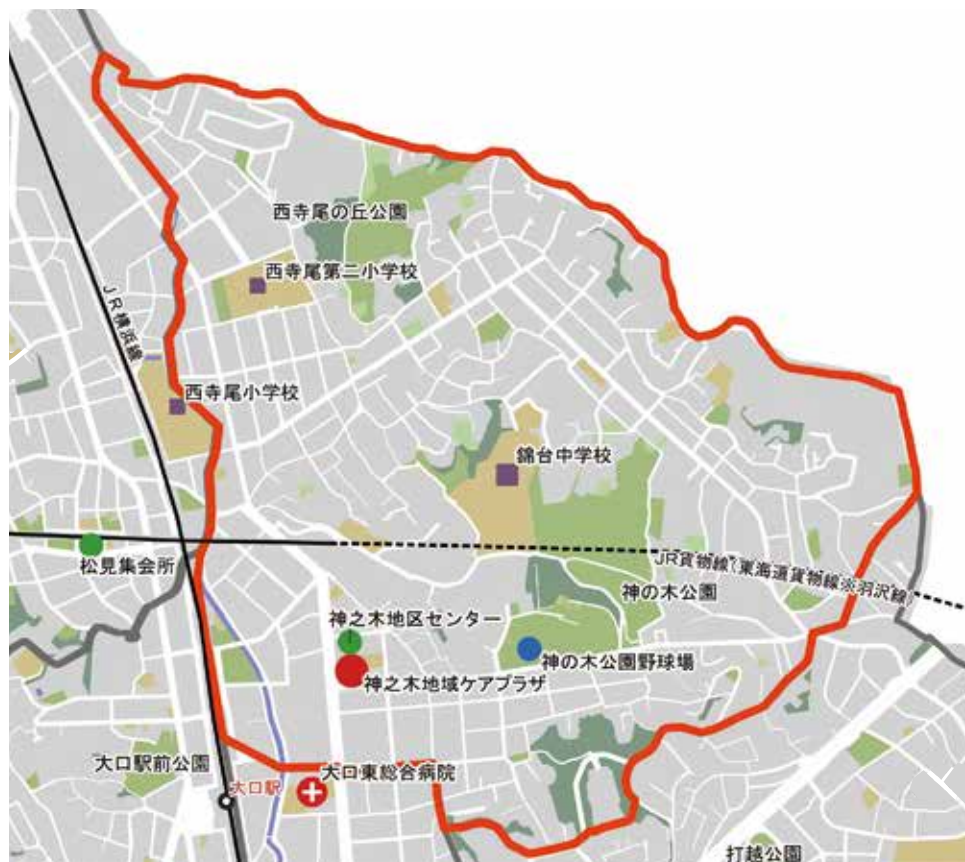 西寺尾の丘公園
西寺尾第二小学校
JR横浜線
西寺尾小学校
錦台中学校
松見集会所
JR貨物線(東海道貨物線※羽沢線)
神の木公園
神之木地区センター
神の木公園野球場
神之木地域ケアプラザ
大口駅前公園
大口駅
大口東総合病院
打越公園